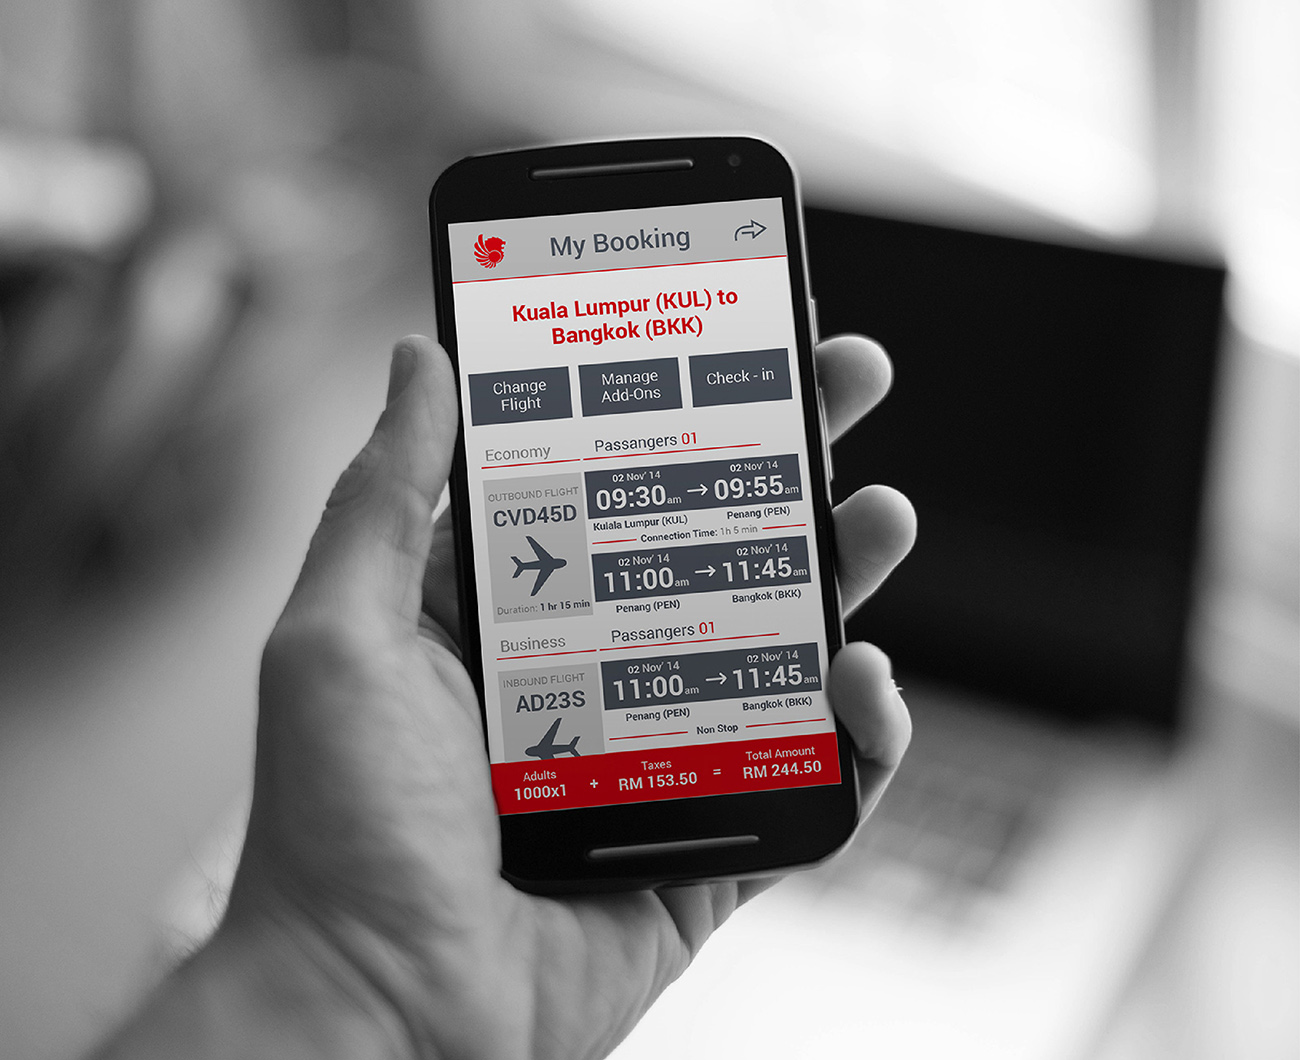 My Booking
Kuala Lumpur (KUL) to
Bangkok (BKK)
Change
Flight
Manage
Add-Ons
Check - in
Economy
Passangers 01
OUTBOUND FLIGHT
CVD45D
Duration: 1 hr 15 min
02 Nov' 14
09:30am → 
02 Nov' 14
09:55am
Kulala Lumpur (KUL)
Penang (PEN)
Connection Time: 1h 5 min
02 Nov' 14
11:00am → 
02 Nov' 14
11:45am
Penang (PEN)
Bangkok (BKK)
Business
Passangers 01
INBOUND FLIGHT
AD23S
02 Nov' 14
11:00am → 
02 Nov' 14
11:45am
Penang (PEN)
Bangkok (BKK)
Non Stop
Adults
1000x1
+
Taxes
RM 153.50
=
Total Amount
RM 244.50